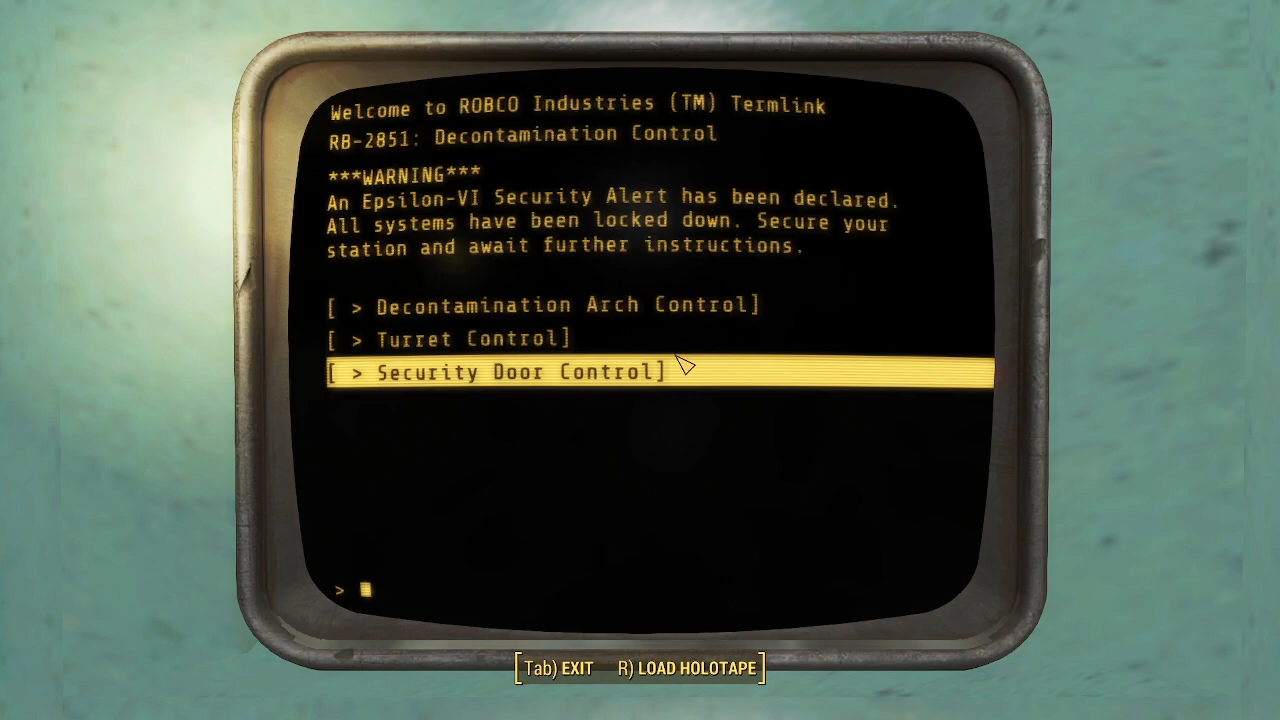 Welcome to ROBCO Industries (TM) Termlink
RB-2851: Decontamination Control
***WARNING***
An Epsilon-VI Security Alert has been declared.
All systems have been locked down. Secure your
station and await further instructions.
[ > Decontamination Arch Control]
[ > Turret Control]
[ > Security Door Control]
>
[Tab) EXIT R) LOAD HOLOTAPE]